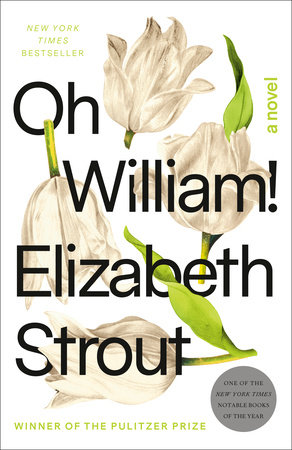 NEW YORK
TIMES
BESTSELLER
Oh
William!
a novel
Elizabeth
Strout
ONE OF THE
NEW YORK TIMES
NOTABLE BOOKS
OF THE YEAR
WINNER OF THE PULITZER PRIZE